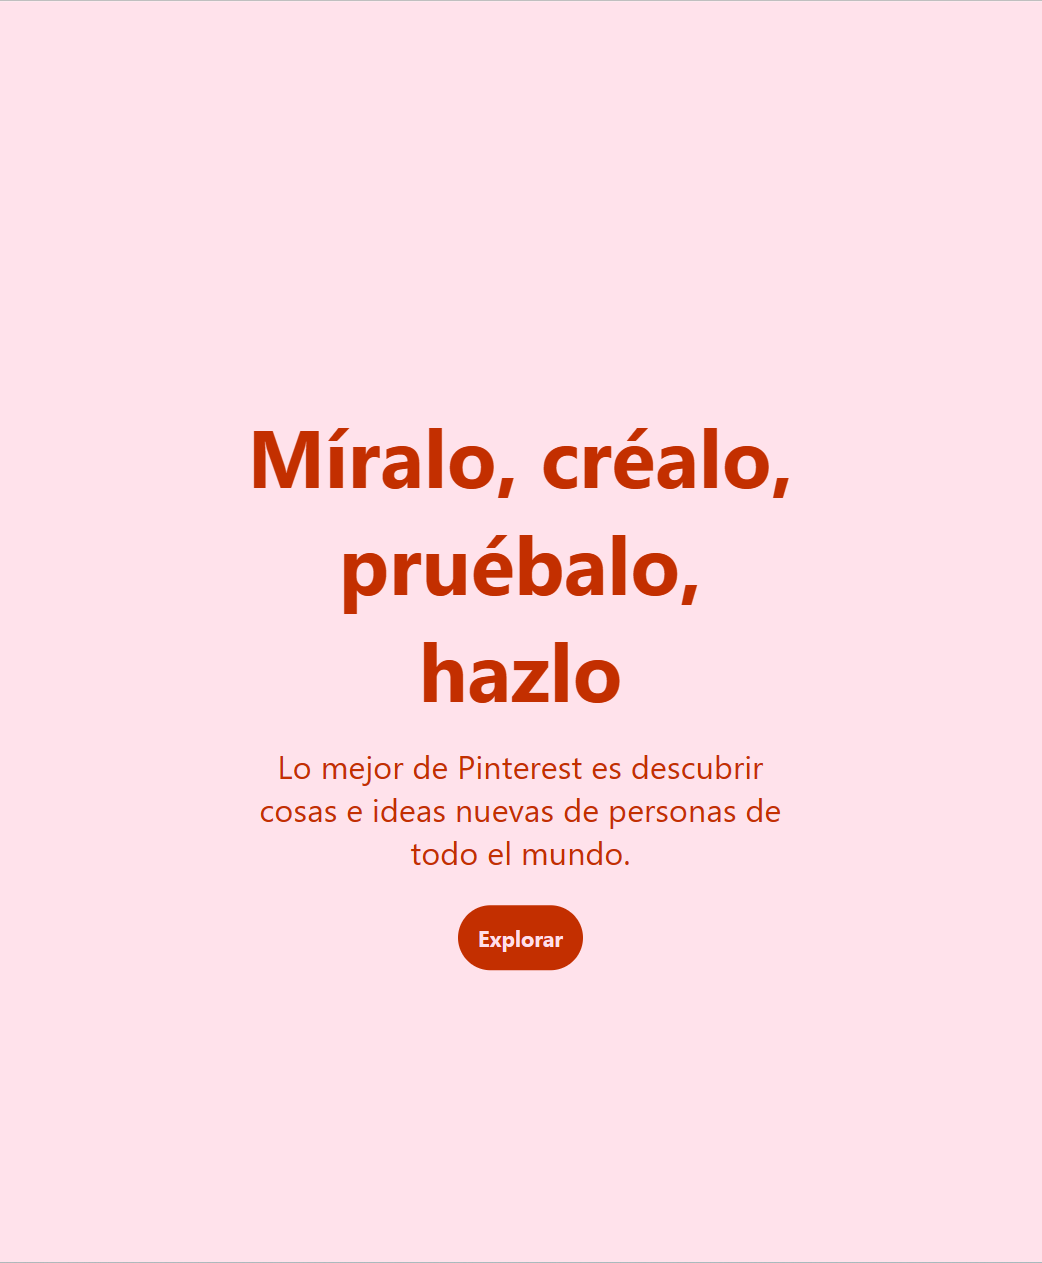 Míralo, créalo,
pruébalo,
hazlo
Lo mejor de Pinterest es descubrir
cosas e ideas nuevas de personas de
todo el mundo.
Explorar